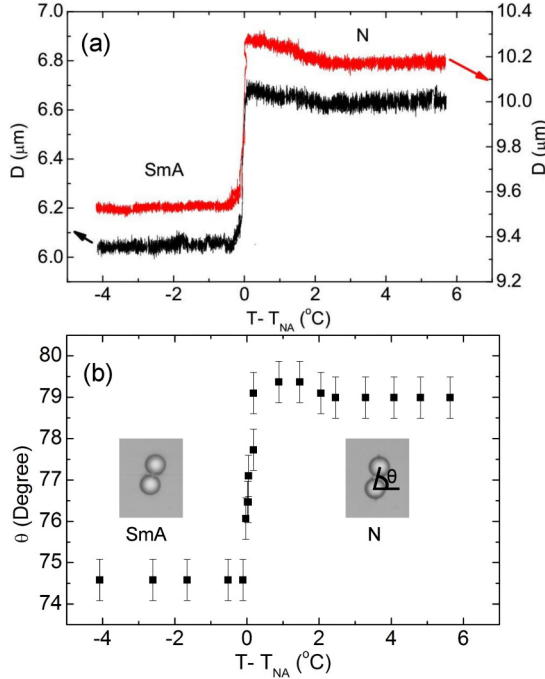 (a)
N
SmA
D (μm)
7.0
6.8
6.6
6.4
6.2
6.0
D (μm)
10.4
10.2
10.0
9.8
9.6
9.4
9.2
-4 -2 0 2 4 6
T- T_NA (°C)
(b)
θ (Degree)
80
79
78
77
76
75
74
θ
SmA
N
-4 -2 0 2 4 6
T- T_NA (°C)